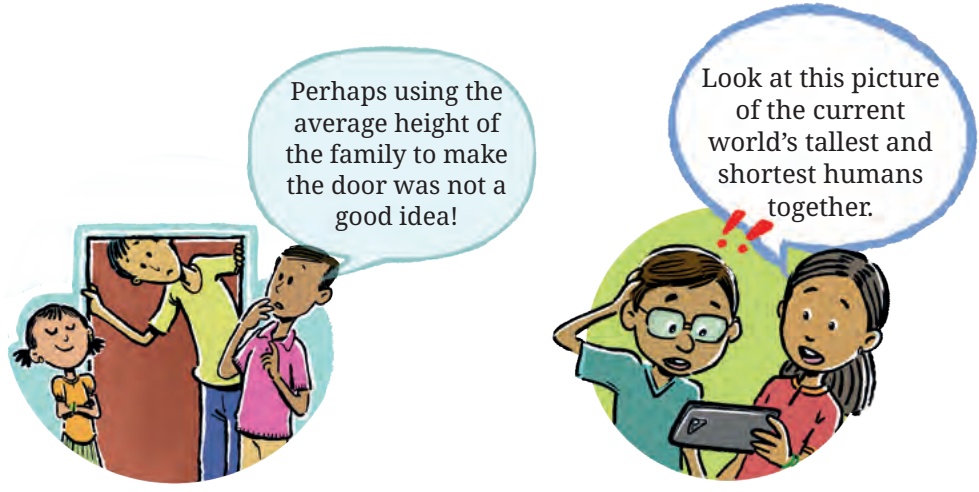 Perhaps using the
average height of
the family to make
the door was not a
good idea!
Look at this picture
of the current
world’s tallest and
shortest humans
together.
!!